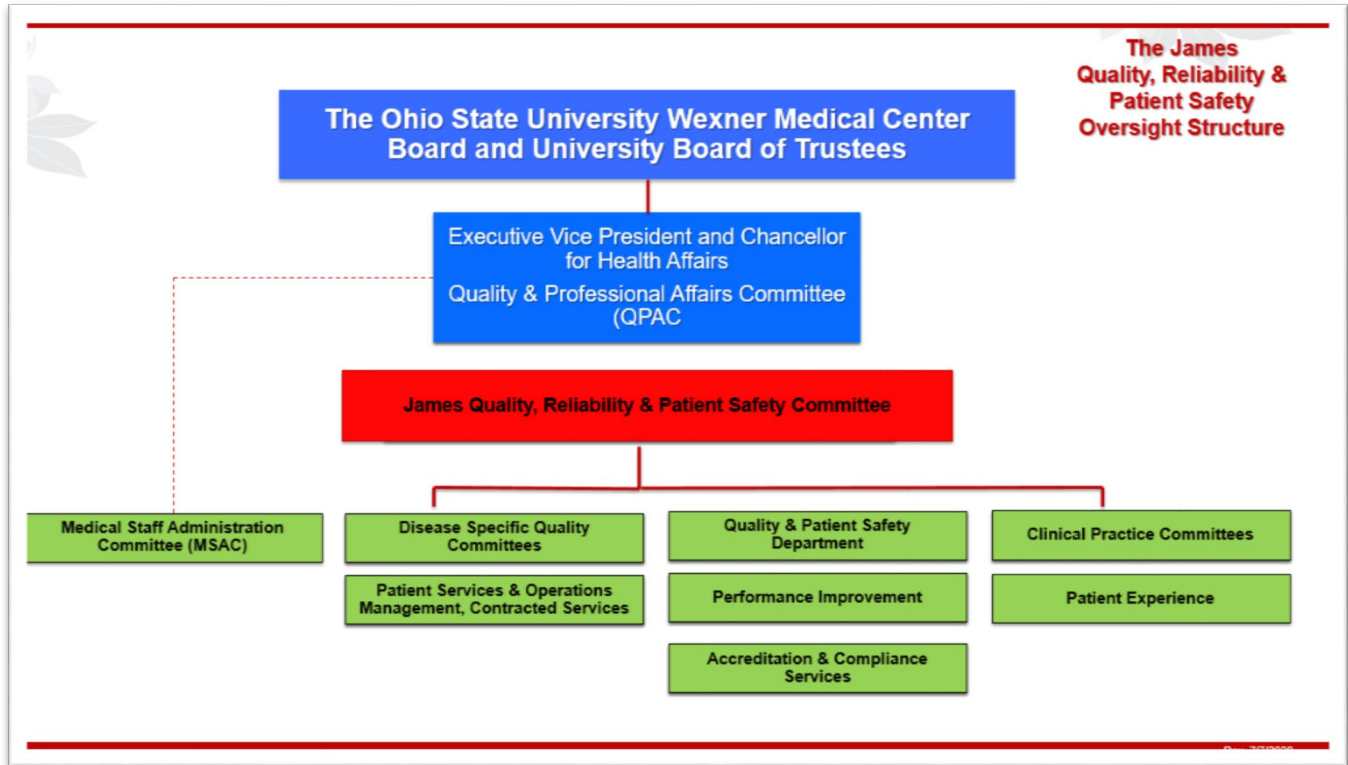 The James
Quality, Reliability &
Patient Safety
Oversight Structure
The Ohio State University Wexner Medical Center
Board and University Board of Trustees
Executive Vice President and Chancellor
for Health Affairs
Quality & Professional Affairs Committee
(QPAC
James Quality, Reliability & Patient Safety Committee
Medical Staff Administration
Committee (MSAC)
Disease Specific Quality
Committees
Quality & Patient Safety
Department
Clinical Practice Committees
Patient Services & Operations
Management, Contracted Services
Performance Improvement
Patient Experience
Accreditation & Compliance
Services